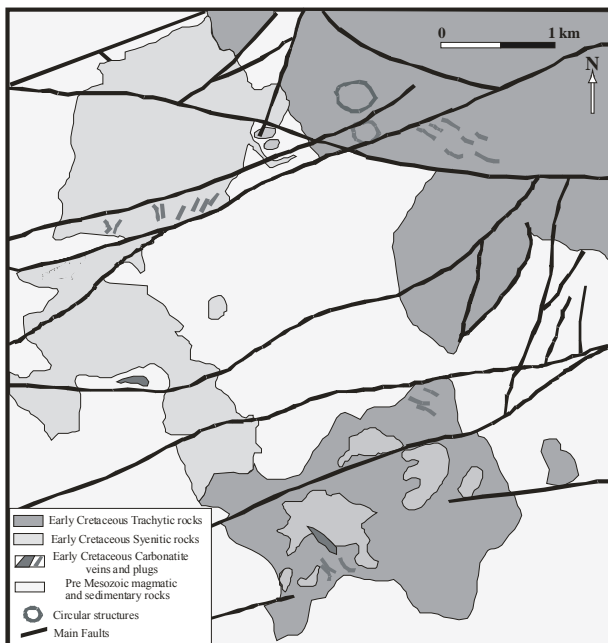 0 1 km
N
Early Cretaceous Trachytic rocks
Early Cretaceous Syenitic rocks
Early Cretaceous Carbonatite
veins and plugs
Pre Mesozoic magmatic
and sedimentary rocks
Circular structures
Main Faults